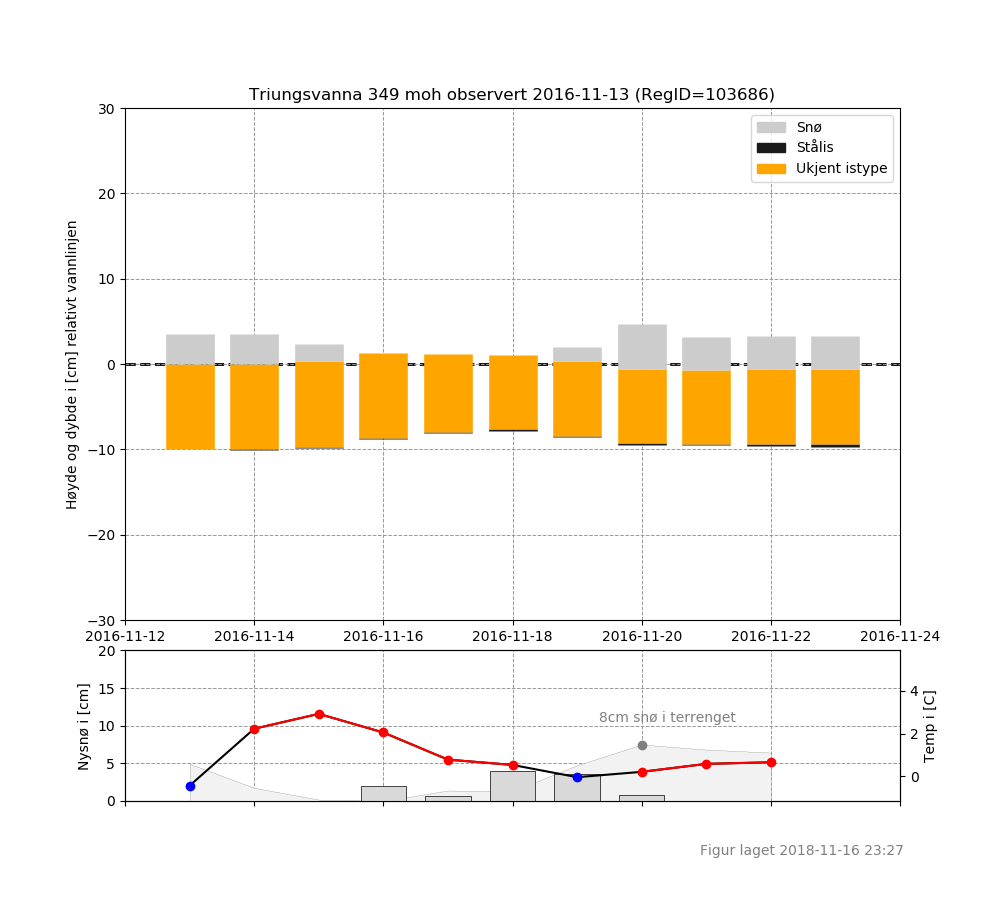 Triungsvanna 349 moh observert 2016-11-13 (RegID=103686)
Høyde og dybde i [cm] relativt vannlinjen
30
20
10
0
−10
−20
−30
Snø
Stålis
Ukjent istype
2016-11-12 2016-11-14 2016-11-16 2016-11-18 2016-11-20 2016-11-22 2016-11-24
Nysnø i [cm]
20
15
10
5
0
8cm snø i terrenget
4
2
0
Temp i [C]
Figur laget 2018-11-16 23:27